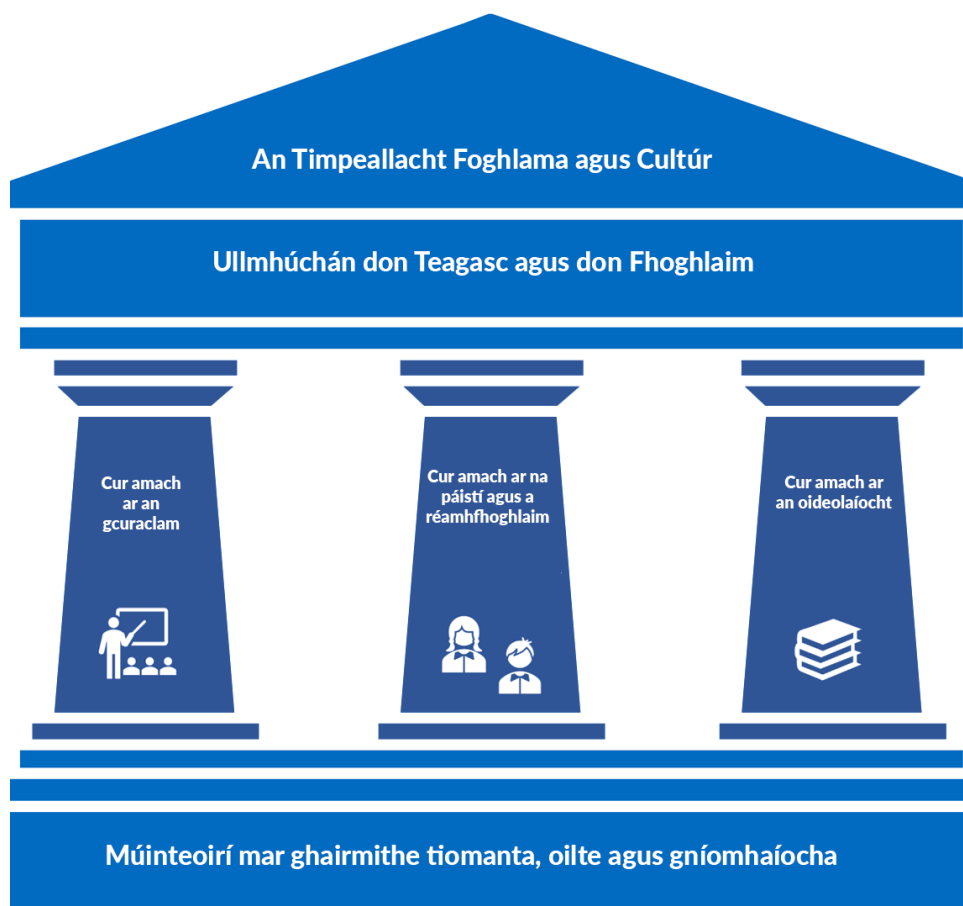 An Timpeallacht Foghlama agus Cultúr
Ullmhúchán don Teagasc agus don Fhoghlaim
Cur amach
ar an
gcuraclam
Cur amach ar na
páistí agus a
réamhfhoghlaim
Cur amach ar
an oideolaíocht
Múinteoirí mar ghairmithe tiomanta, oilte agus gníomhaíocha